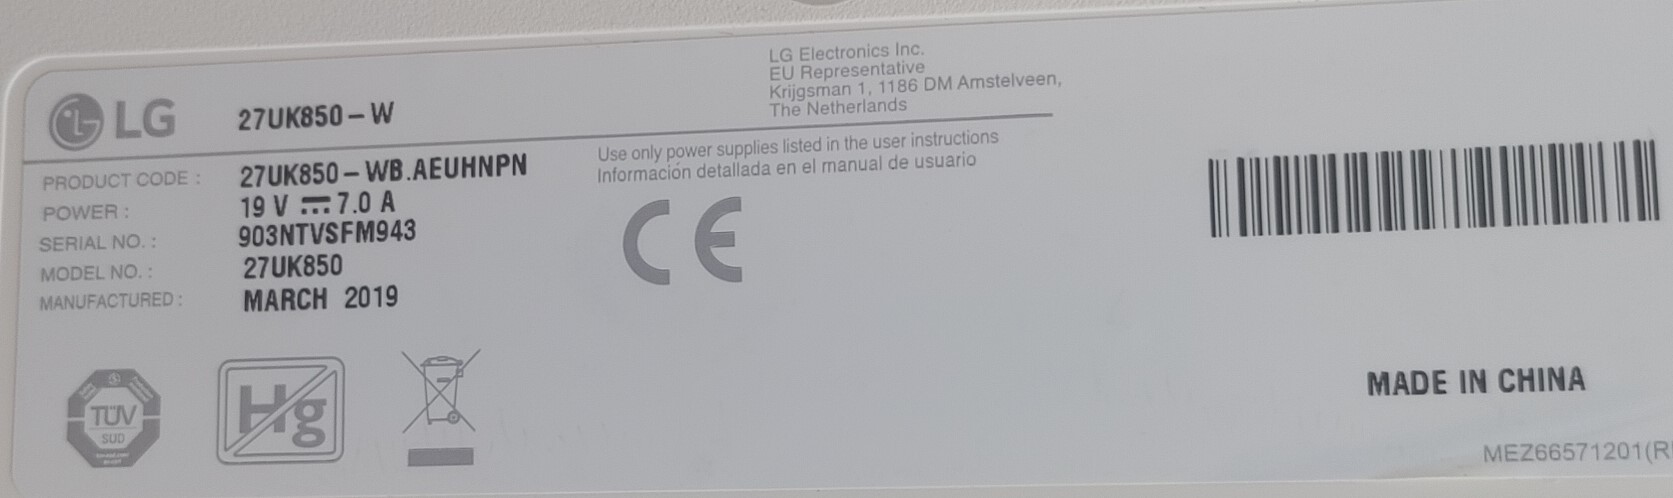 LG Electronics Inc.
EU Representative
Krijgsman 1, 1186 DM Amstelveen,
The Netherlands
LG 27UK850-W
Use only power supplies listed in the user instructions
Información detallada en el manual de usuario
PRODUCT CODE : 27UK850-WB.AEUHNPN
POWER : 19 V ⎓ 7.0 A
SERIAL NO. : 903NTVSFM943
MODEL NO. : 27UK850
MANUFACTURED : MARCH 2019
CE
TÜV
SÜD
Hg
MADE IN CHINA
MEZ66571201(R